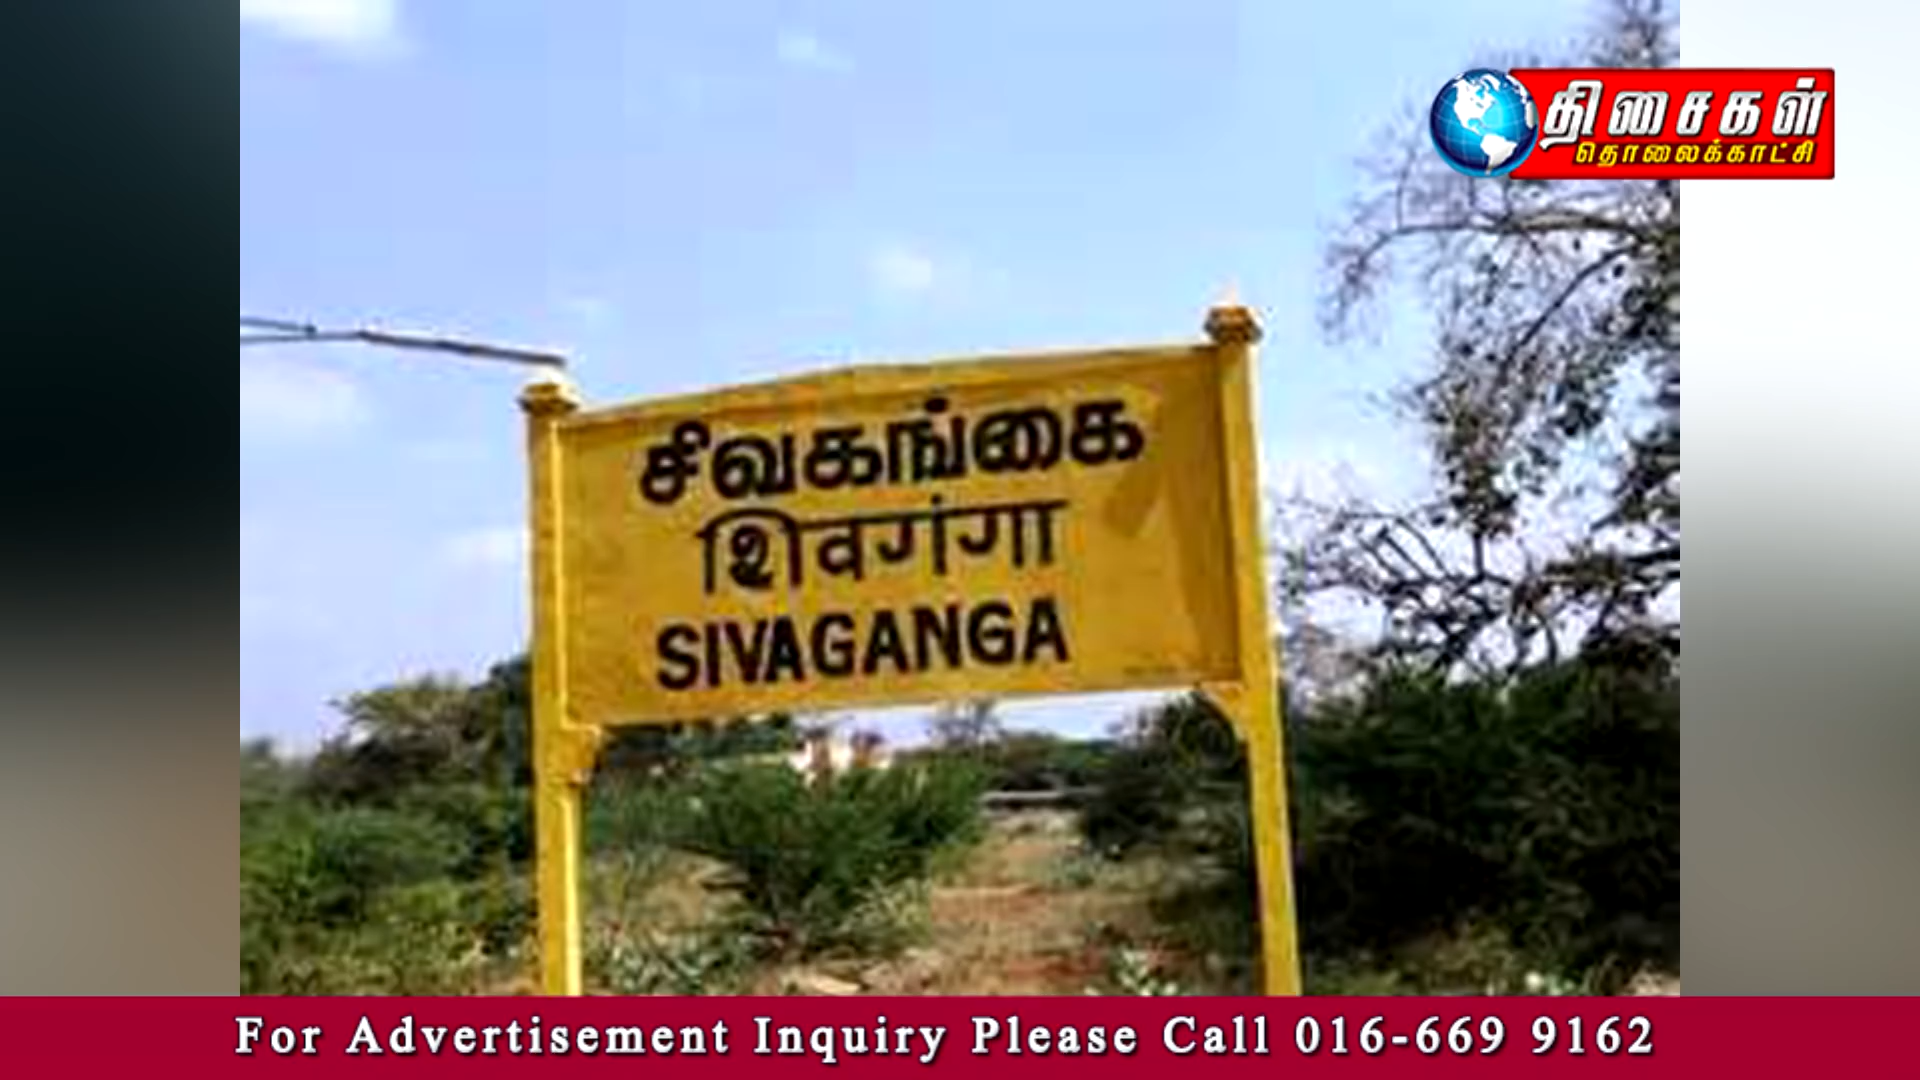 திசைகள்
தொலைக்காட்சி
சிவகங்கை
शिवगंगा
SIVAGANGA
For Advertisement Inquiry Please Call 016-669 9162